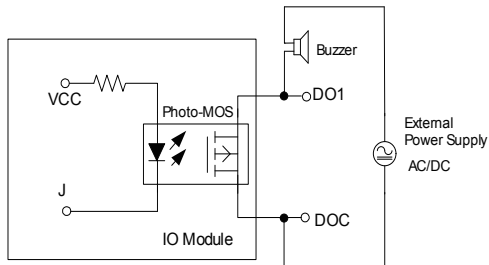 Buzzer
VCC
DO1
Photo-MOS
External
Power Supply
AC/DC
J
DOC
IO Module